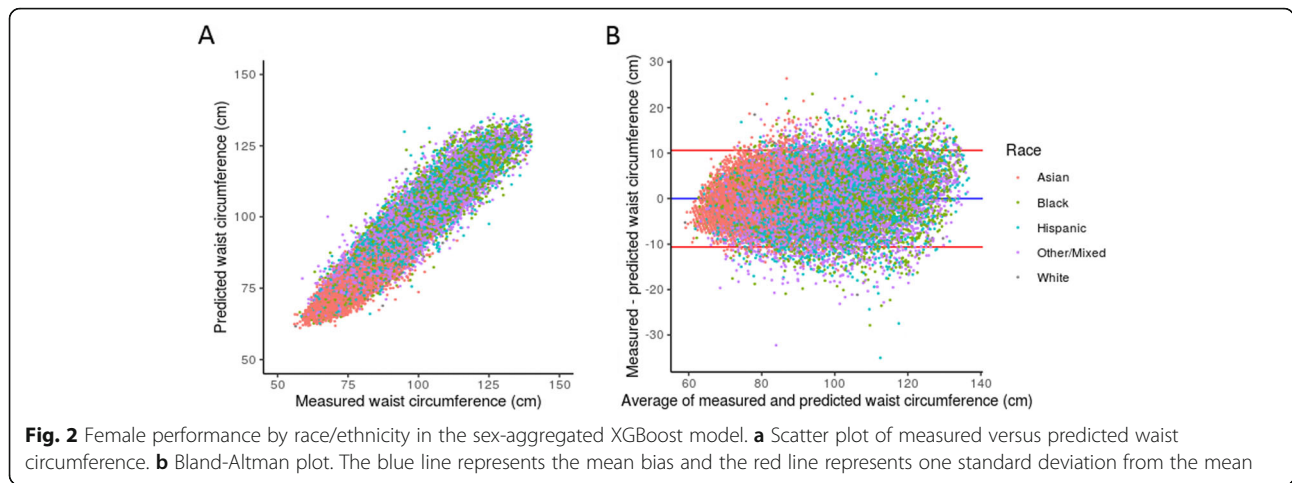 A
B
150
125
100
75
50
Predicted waist circumference (cm)
50 75 100 125 150
Measured waist circumference (cm)
30
20
10
0
-10
-20
-30
Measured - predicted waist circumference (cm)
60 80 100 120 140
Average of measured and predicted waist circumference (cm)
Race
Asian
Black
Hispanic
Other/Mixed
White
Fig. 2 Female performance by race/ethnicity in the sex-aggregated XGBoost model. a Scatter plot of measured versus predicted waist
circumference. b Bland-Altman plot. The blue line represents the mean bias and the red line represents one standard deviation from the mean